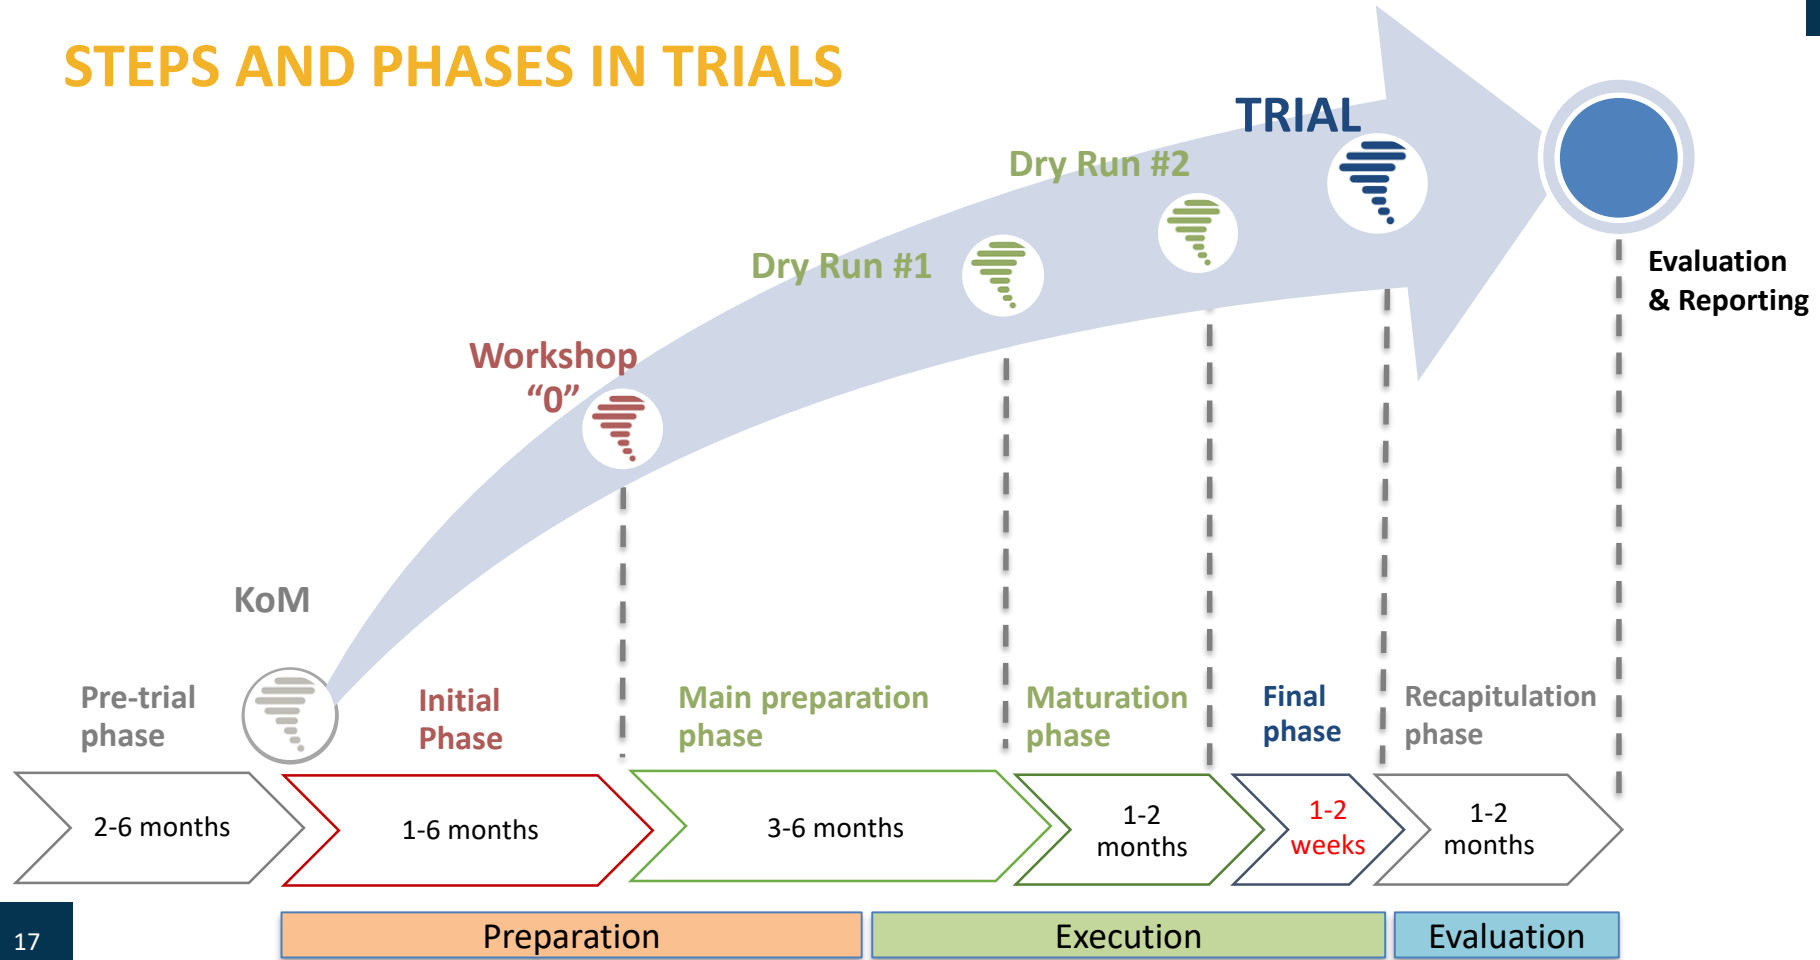 STEPS AND PHASES IN TRIALS
TRIAL
Dry Run #2
Dry Run #1
Evaluation
& Reporting
Workshop
“0”
KoM
Pre-trial
phase
Initial
Phase
Main preparation
phase
Maturation
phase
Final
phase
Recapitulation
phase
2-6 months
1-6 months
3-6 months
1-2
months
1-2
weeks
1-2
months
Preparation
Execution
Evaluation
17